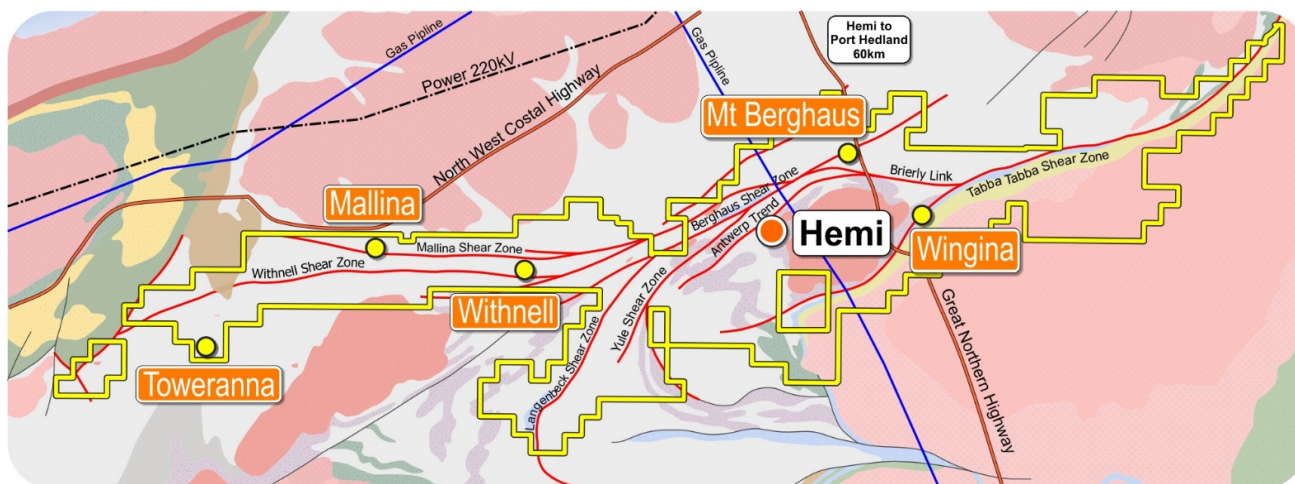 Gas Pipline
Power 220kV
North West Costal Highway
Gas Pipline
Hemi to
Port Hedland
60km
Mt Berghaus
Brierly Link
Tabba Tabba Shear Zone
Mallina
Berghaus Shear Zone
Antwerp Trend
Hemi
Wingina
Mallina Shear Zone
Withnell Shear Zone
Withnell
Yule Shear Zone
Great Northern Highway
Toweranna
Langenbeck Shear Zone